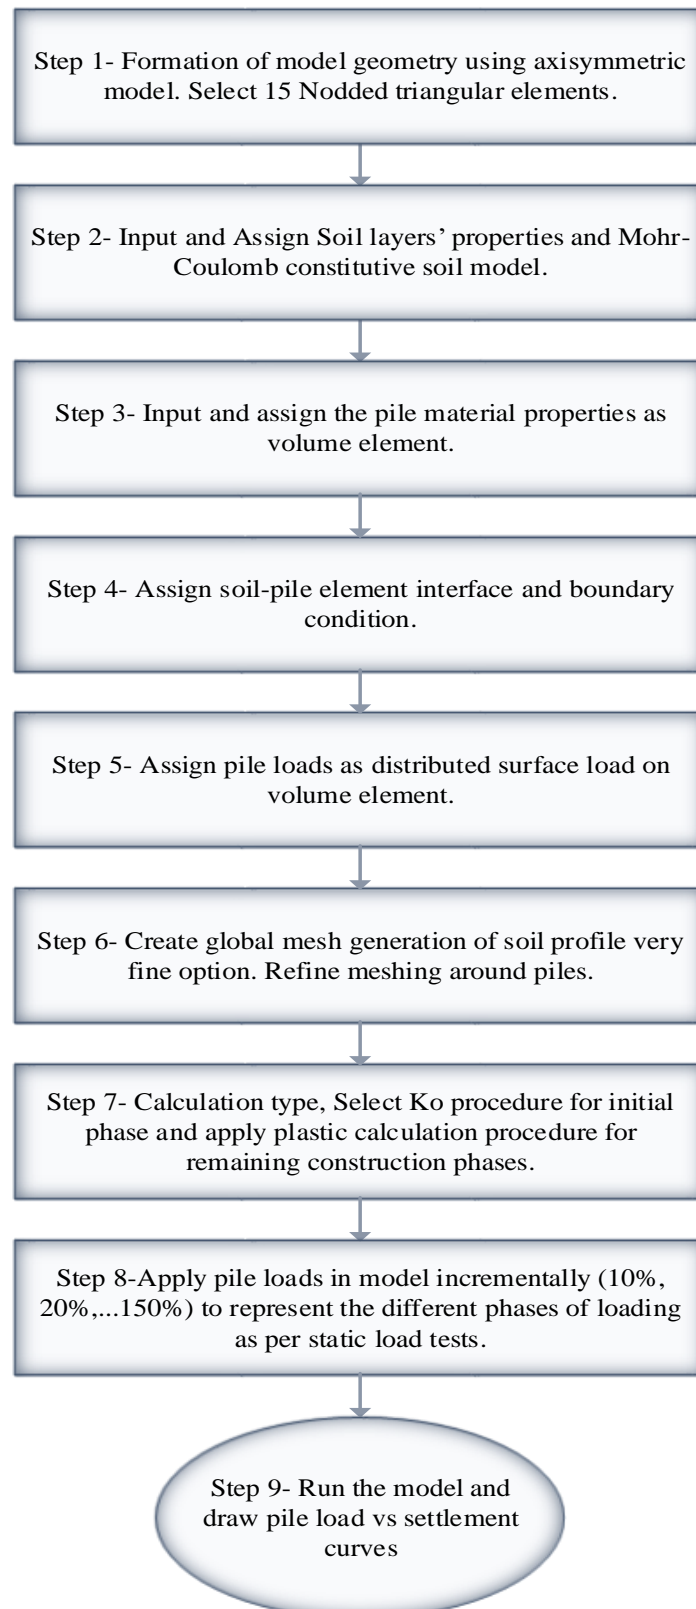 Step 1- Formation of model geometry using axisymmetric
model. Select 15 Nodded triangular elements.
Step 2- Input and Assign Soil layers’ properties and Mohr-
Coulomb constitutive soil model.
Step 3- Input and assign the pile material properties as
volume element.
Step 4- Assign soil-pile element interface and boundary
condition.
Step 5- Assign pile loads as distributed surface load on
volume element.
Step 6- Create global mesh generation of soil profile very
fine option. Refine meshing around piles.
Step 7- Calculation type, Select Ko procedure for initial
phase and apply plastic calculation procedure for
remaining construction phases.
Step 8-Apply pile loads in model incrementally (10%,
20%,...150%) to represent the different phases of loading
as per static load tests.
Step 9- Run the model and
draw pile load vs settlement
curves